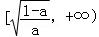 [√((1-a)/a), +∞)